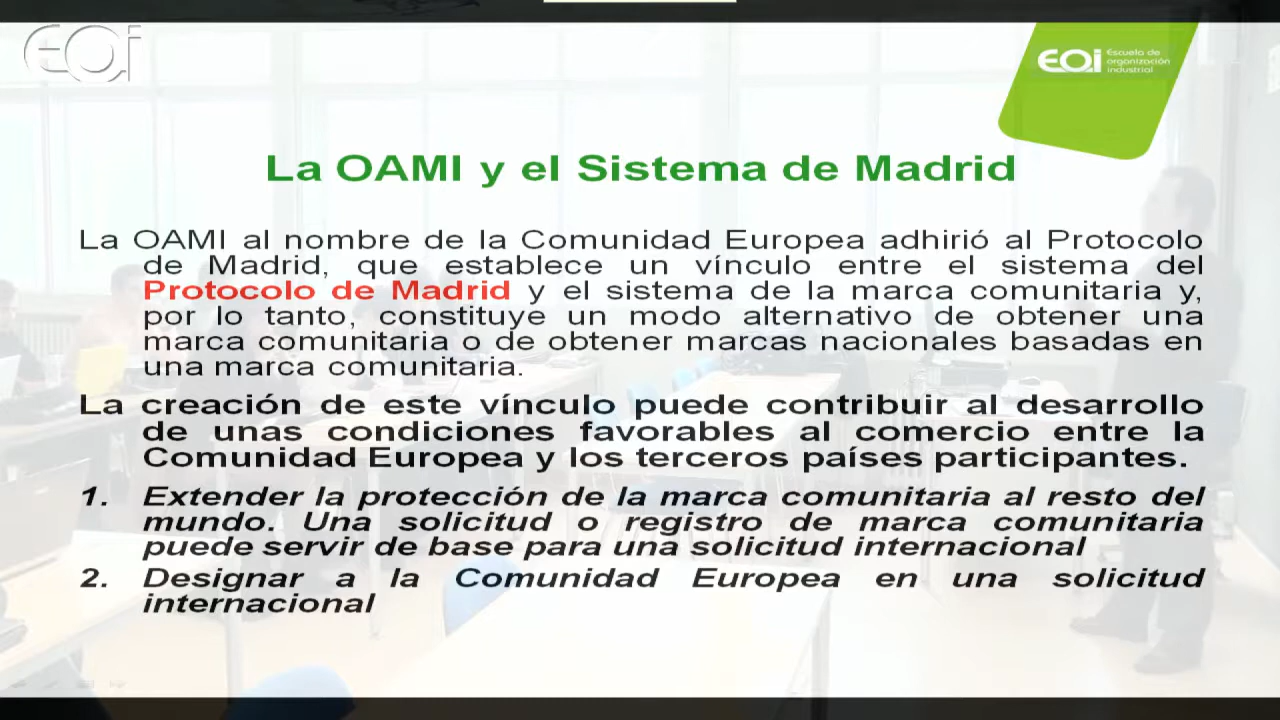 EOi
EOi Escuela de
organización
industrial
La OAMI y el Sistema de Madrid
La OAMI al nombre de la Comunidad Europea adhirió al Protocolo
de Madrid, que establece un vínculo entre el sistema del
Protocolo de Madrid y el sistema de la marca comunitaria y,
por lo tanto, constituye un modo alternativo de obtener una
marca comunitaria o de obtener marcas nacionales basadas en
una marca comunitaria.
La creación de este vínculo puede contribuir al desarrollo
de unas condiciones favorables al comercio entre la
Comunidad Europea y los terceros países participantes.
1. Extender la protección de la marca comunitaria al resto del
mundo. Una solicitud o registro de marca comunitaria
puede servir de base para una solicitud internacional
2. Designar a la Comunidad Europea en una solicitud
internacional